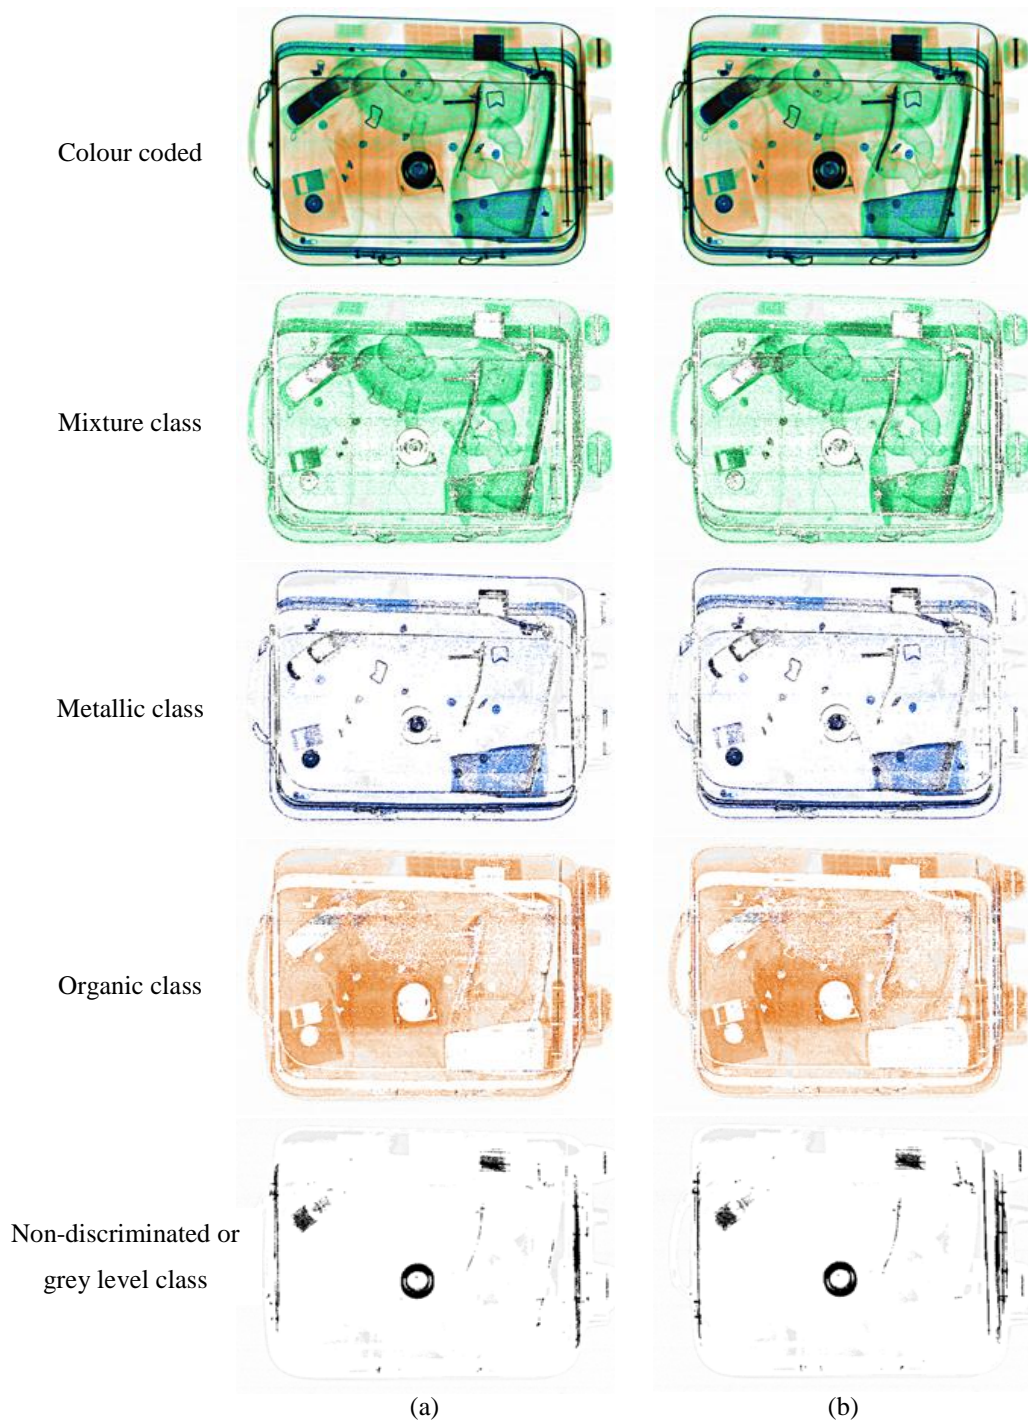 Colour coded
Mixture class
Metallic class
Organic class
Non-discriminated or
grey level class
(a)
(b)